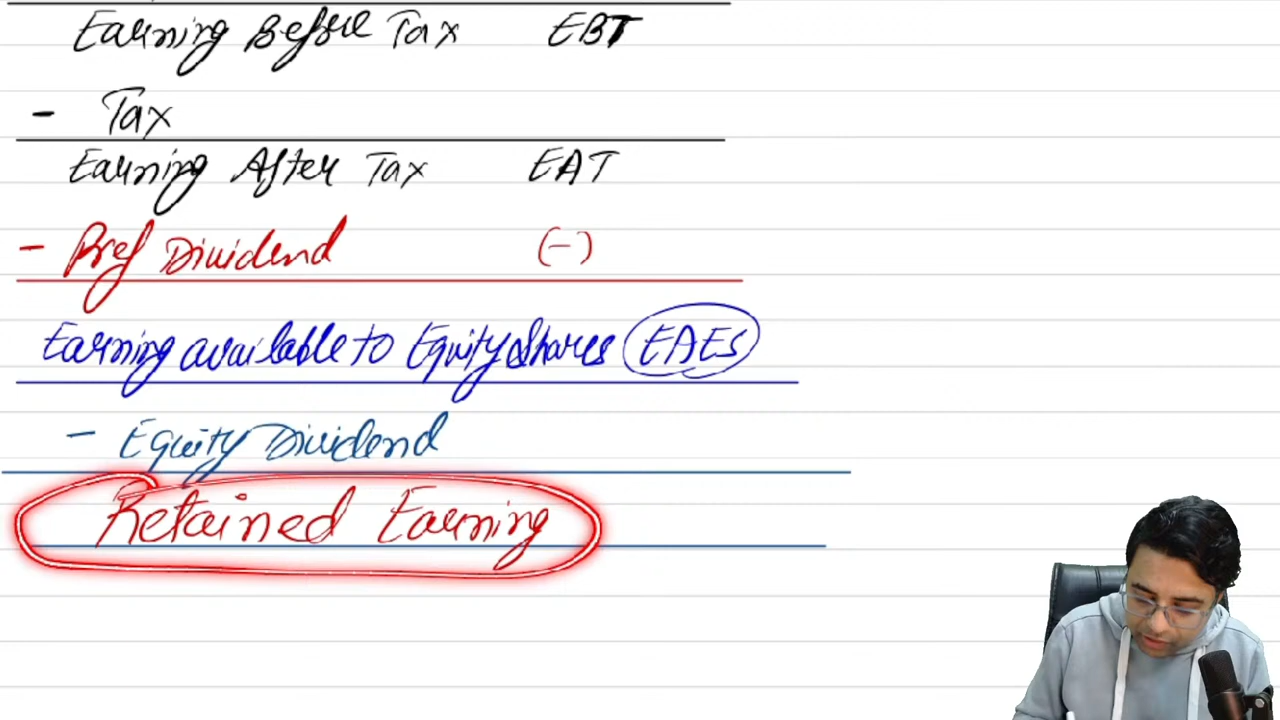 Earning Before Tax EBT
- Tax
Earning After Tax EAT
- Pref Dividend (-)
Earning available to Equity Shares EAES
- Equity Dividend
Retained Earning